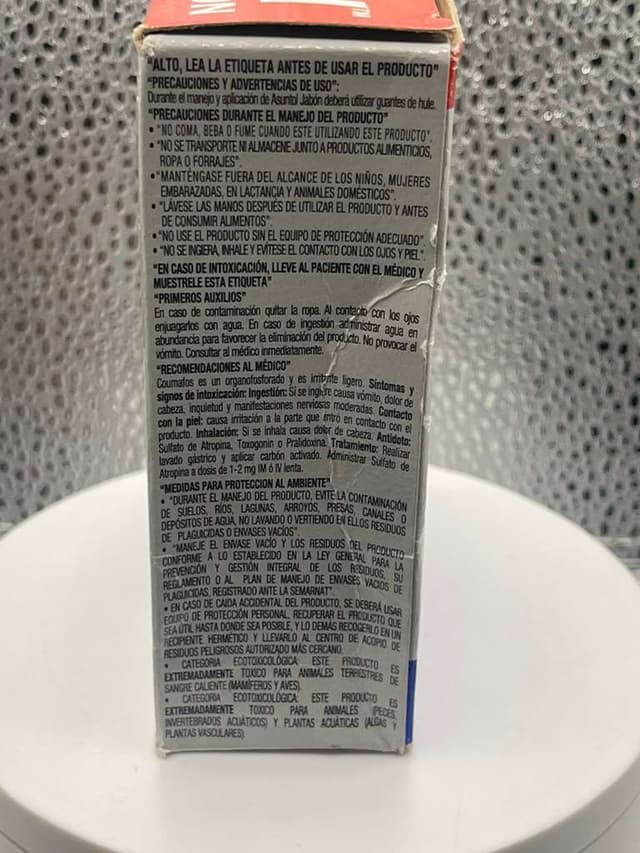 NO
TM
"ALTO, LEA LA ETIQUETA ANTES DE USAR EL PRODUCTO"
"PRECAUCIONES Y ADVERTENCIAS DE USO":
Durante el manejo y aplicación de Asuntol Jabón deberá utilizar guantes de hule.
"PRECAUCIONES DURANTE EL MANEJO DEL PRODUCTO"
• "NO COMA, BEBA O FUME CUANDO ESTE UTILIZANDO ESTE PRODUCTO".
• "NO SE TRANSPORTE NI ALMACENE JUNTO A PRODUCTOS ALIMENTICIOS,
ROPA O FORRAJES".
• "MANTÉNGASE FUERA DEL ALCANCE DE LOS NIÑOS, MUJERES
EMBARAZADAS, EN LACTANCIA Y ANIMALES DOMÉSTICOS".
• "LÁVESE LAS MANOS DESPUÉS DE UTILIZAR EL PRODUCTO Y ANTES
DE CONSUMIR ALIMENTOS".
• "NO USE EL PRODUCTO SIN EL EQUIPO DE PROTECCIÓN ADECUADO".
• "NO SE INGIERA, INHALE Y EVÍTESE EL CONTACTO CON LOS OJOS Y PIEL".
"EN CASO DE INTOXICACIÓN, LLEVE AL PACIENTE CON EL MÉDICO Y
MUESTRELE ESTA ETIQUETA"
"PRIMEROS AUXILIOS"
En caso de contaminación quitar la ropa. Al contacto con los ojos
enjuagarlos con agua. En caso de ingestión administrar agua en
abundancia para favorecer la eliminación del producto. No provocar el
vómito. Consultar al médico inmediatamente.
"RECOMENDACIONES AL MÉDICO"
Coumafos es un organofosforado y es irritante ligero. Síntomas y
signos de intoxicación: Ingestión: Si se ingiere causa vómito, dolor de
cabeza, inquietud y manifestaciones nerviosas moderadas. Contacto
con la piel: causa irritación a la parte que entró en contacto con el
producto. Inhalación: Si se inhala causa dolor de cabeza. Antídoto:
Sulfato de Atropina, Toxogonin o Pralidoxina. Tratamiento: Realizar
lavado gástrico y aplicar carbón activado. Administrar Sulfato de
Atropina a dosis de 1-2 mg IM ó IV lenta.
"MEDIDAS PARA PROTECCION AL AMBIENTE"
• "DURANTE EL MANEJO DEL PRODUCTO, EVITE LA CONTAMINACIÓN
DE SUELOS, RÍOS, LAGUNAS, ARROYOS, PRESAS, CANALES O
DEPÓSITOS DE AGUA, NO LAVANDO O VERTIENDO EN ELLOS RESIDUOS
DE PLAGUICIDAS O ENVASES VACÍOS".
• "MANEJE EL ENVASE VACÍO Y LOS RESIDUOS DEL PRODUCTO
CONFORME A LO ESTABLECIDO EN LA LEY GENERAL PARA LA
PREVENCIÓN Y GESTIÓN INTEGRAL DE LOS RESIDUOS, SU
REGLAMENTO O AL PLAN DE MANEJO DE ENVASES VACIOS DE
PLAGUICIDAS, REGISTRADO ANTE LA SEMARNAT".
• EN CASO DE CAIDA ACCIDENTAL DEL PRODUCTO, SE DEBERÁ USAR
EQUIPO DE PROTECCIÓN PERSONAL, RECUPERAR EL PRODUCTO QUE
SEA ÚTIL HASTA DONDE SEA POSIBLE, Y LO DEMÁS RECOGERLO EN UN
RECIPIENTE HERMÉTICO Y LLEVARLO AL CENTRO DE ACOPIO DE
RESIDUOS PELIGROSOS AUTORIZADO MÁS CERCANO.
• CATEGORIA ECOTOXICOLÓGICA: ESTE PRODUCTO ES
EXTREMADAMENTE TOXICO PARA ANIMALES TERRESTRES DE
SANGRE CALIENTE (MAMÍFEROS Y AVES).
• CATEGORIA ECOTOXICOLÓGICA: ESTE PRODUCTO ES
EXTREMADAMENTE TOXICO PARA ANIMALES (PECES,
INVERTEBRADOS ACUÁTICOS) Y PLANTAS ACUÁTICAS (ALGAS Y
PLANTAS VASCULARES).